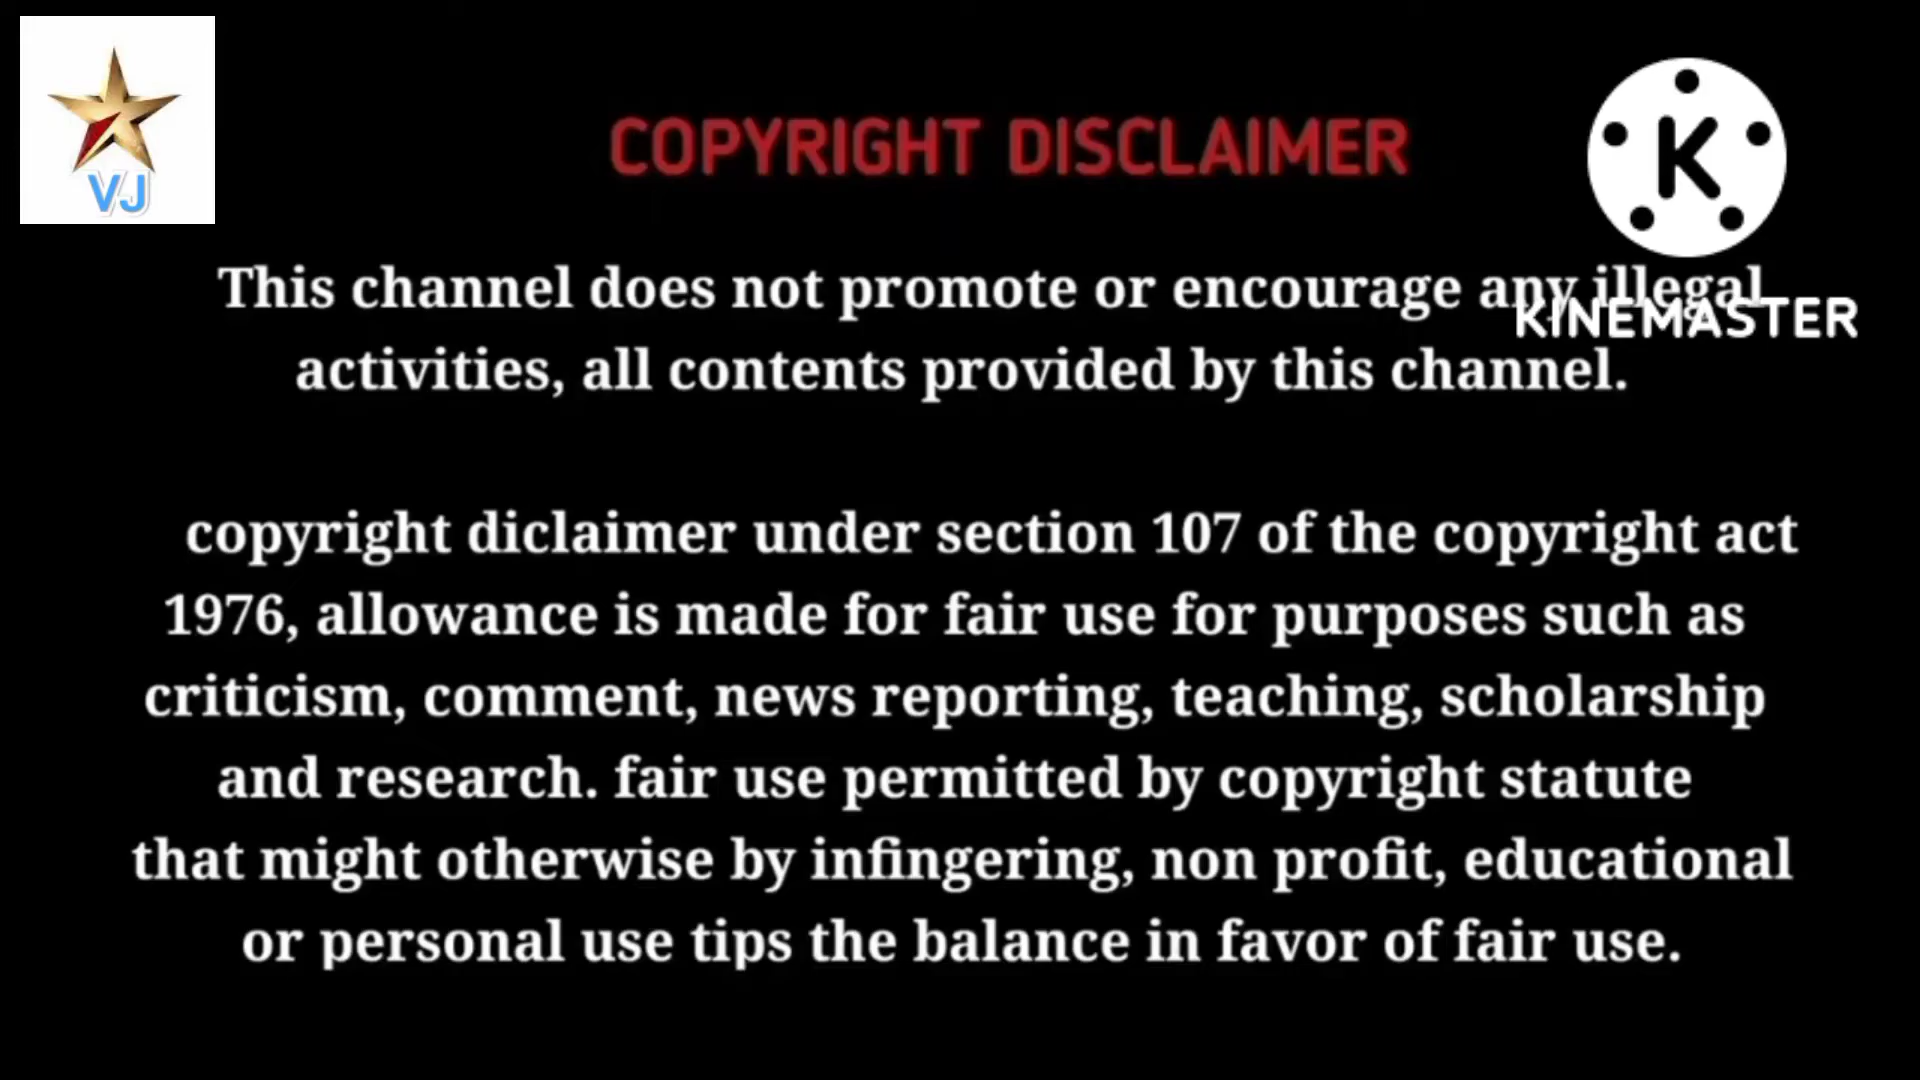 VJ
COPYRIGHT DISCLAIMER
K
This channel does not promote or encourage any illegal
KINEMASTER
activities, all contents provided by this channel.
copyright diclaimer under section 107 of the copyright act
1976, allowance is made for fair use for purposes such as
criticism, comment, news reporting, teaching, scholarship
and research. fair use permitted by copyright statute
that might otherwise by infingering, non profit, educational
or personal use tips the balance in favor of fair use.